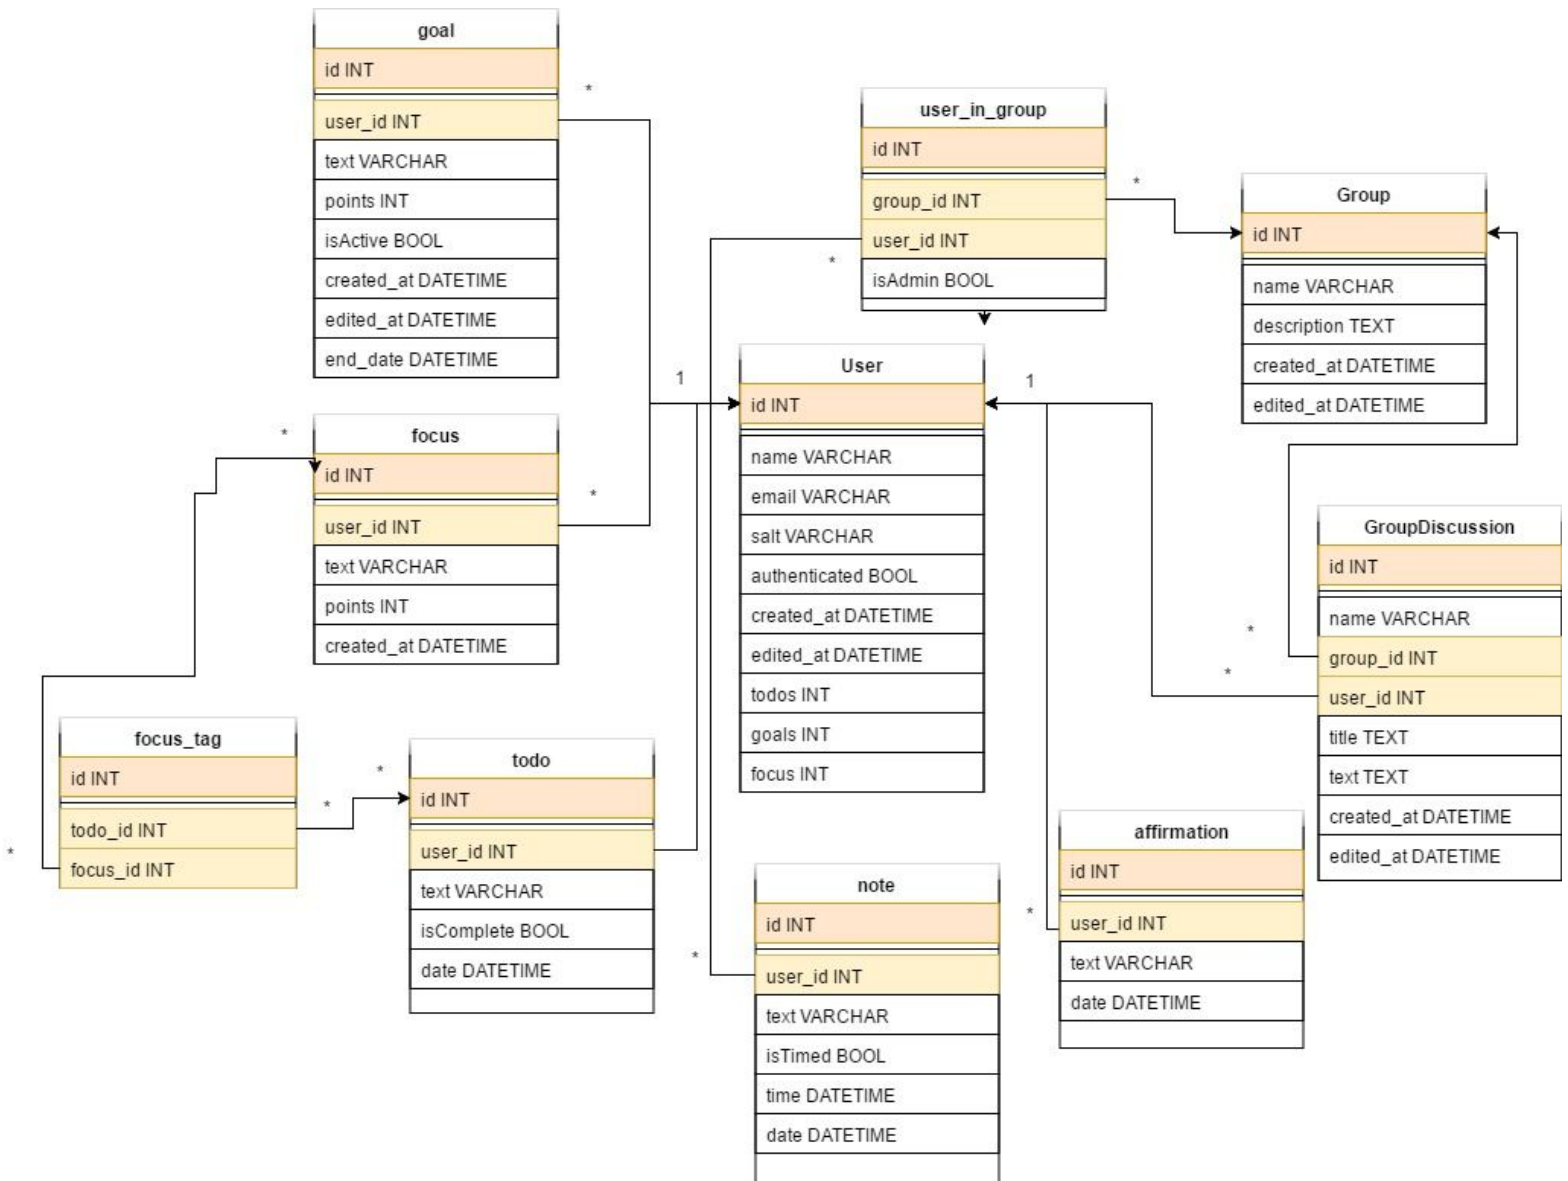 goal
id INT
user_id INT
text VARCHAR
points INT
isActive BOOL
created_at DATETIME
edited_at DATETIME
end_date DATETIME
*
user_in_group
id INT
group_id INT
user_id INT
isAdmin BOOL
*
*
Group
id INT
name VARCHAR
description TEXT
created_at DATETIME
edited_at DATETIME
focus
id INT
user_id INT
text VARCHAR
points INT
created_at DATETIME
*
*
1
User
id INT
name VARCHAR
email VARCHAR
salt VARCHAR
authenticated BOOL
created_at DATETIME
edited_at DATETIME
todos INT
goals INT
focus INT
1
GroupDiscussion
id INT
name VARCHAR
group_id INT
user_id INT
title TEXT
text TEXT
created_at DATETIME
edited_at DATETIME
*
*
focus_tag
id INT
todo_id INT
focus_id INT
*
*
*
todo
id INT
user_id INT
text VARCHAR
isComplete BOOL
date DATETIME
note
id INT
user_id INT
text VARCHAR
isTimed BOOL
time DATETIME
date DATETIME
*
affirmation
id INT
user_id INT
text VARCHAR
date DATETIME
*